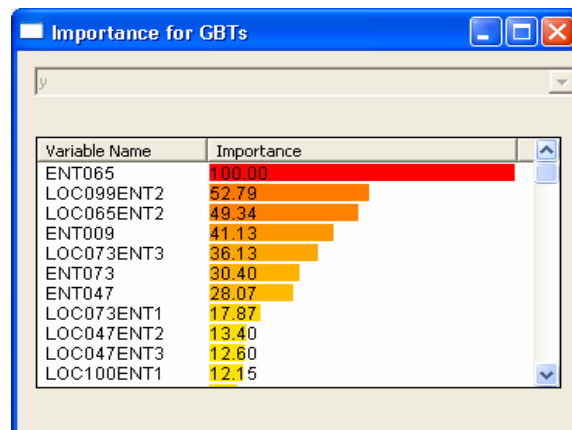 Importance for GBTs
y
Variable Name Importance
ENT065 100.00
LOC099ENT2 52.79
LOC065ENT2 49.34
ENT009 41.13
LOC073ENT3 36.13
ENT073 30.40
ENT047 28.07
LOC073ENT1 17.87
LOC047ENT2 13.40
LOC047ENT3 12.60
LOC100ENT1 12.15